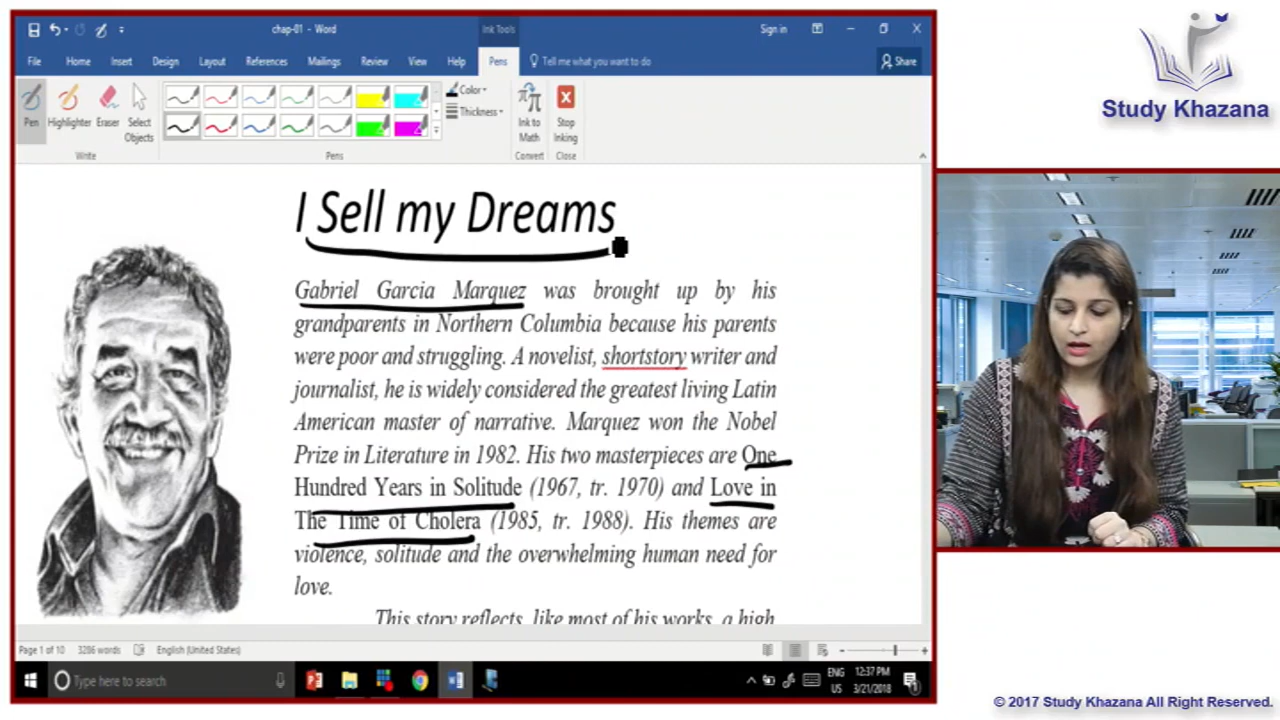 chap-01 - Word
Ink Tools
Sign in
File Home Insert Design Layout References Mailings Review View Help Pens Tell me what you want to do Share
Pen Highlighter Eraser Select Objects
Color
Thickness
Ink to Math
Stop Inking
Write Pens Convert Close
Study Khazana
I Sell my Dreams
Gabriel Garcia Marquez was brought up by his
grandparents in Northern Columbia because his parents
were poor and struggling. A novelist, shortstory writer and
journalist, he is widely considered the greatest living Latin
American master of narrative. Marquez won the Nobel
Prize in Literature in 1982. His two masterpieces are One
Hundred Years in Solitude (1967, tr. 1970) and Love in
The Time of Cholera (1985, tr. 1988). His themes are
violence, solitude and the overwhelming human need for
love.
This story reflects, like most of his works, a high
Page 1 of 10 3286 words English (United States)
Type here to search
ENG
US
12:37 PM
3/21/2018
© 2017 Study Khazana All Right Reserved.